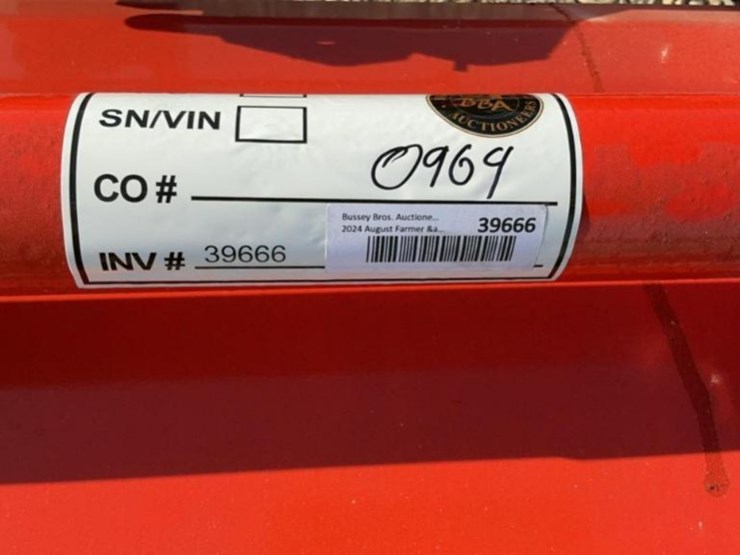 BBA
AUCTIONEERS
SN/VIN
0969
CO #
Bussey Bros. Auctione...
2024 August Farmer &a...
39666
INV # 39666